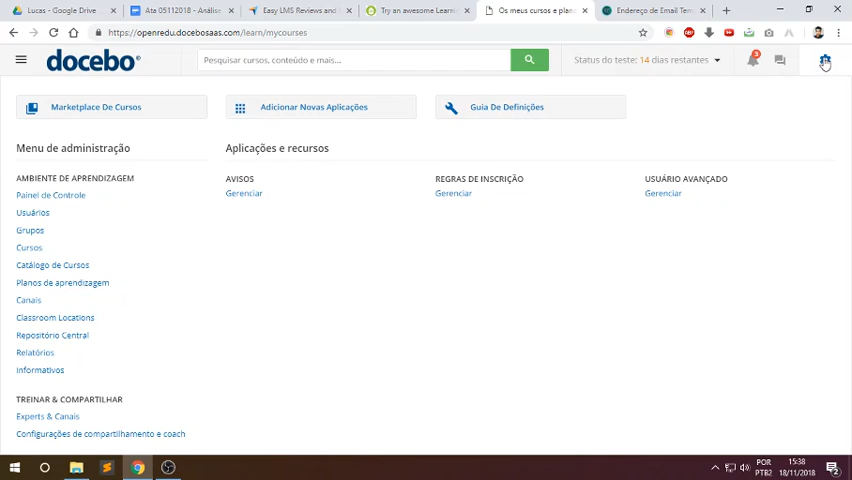 Lucas - Google Drive
Ata 05112018 - Análise
Easy LMS Reviews and
Try an awesome Learn
Os meus cursos e plano
Endereço de Email Tem
https://openredu.docebosaas.com/learn/mycourses
docebo
Pesquisar cursos, conteúdo e mais...
Status do teste: 14 dias restantes
3
Marketplace De Cursos
Adicionar Novas Aplicações
Guia De Definições
Menu de administração
Aplicações e recursos
AMBIENTE DE APRENDIZAGEM
AVISOS
REGRAS DE INSCRIÇÃO
USUÁRIO AVANÇADO
Painel de Controle
Gerenciar
Gerenciar
Gerenciar
Usuários
Grupos
Cursos
Catálogo de Cursos
Planos de aprendizagem
Canais
Classroom Locations
Repositório Central
Relatórios
Informativos
TREINAR & COMPARTILHAR
Experts & Canais
Configurações de compartilhamento e coach
POR
PTB2
15:38
18/11/2018
2